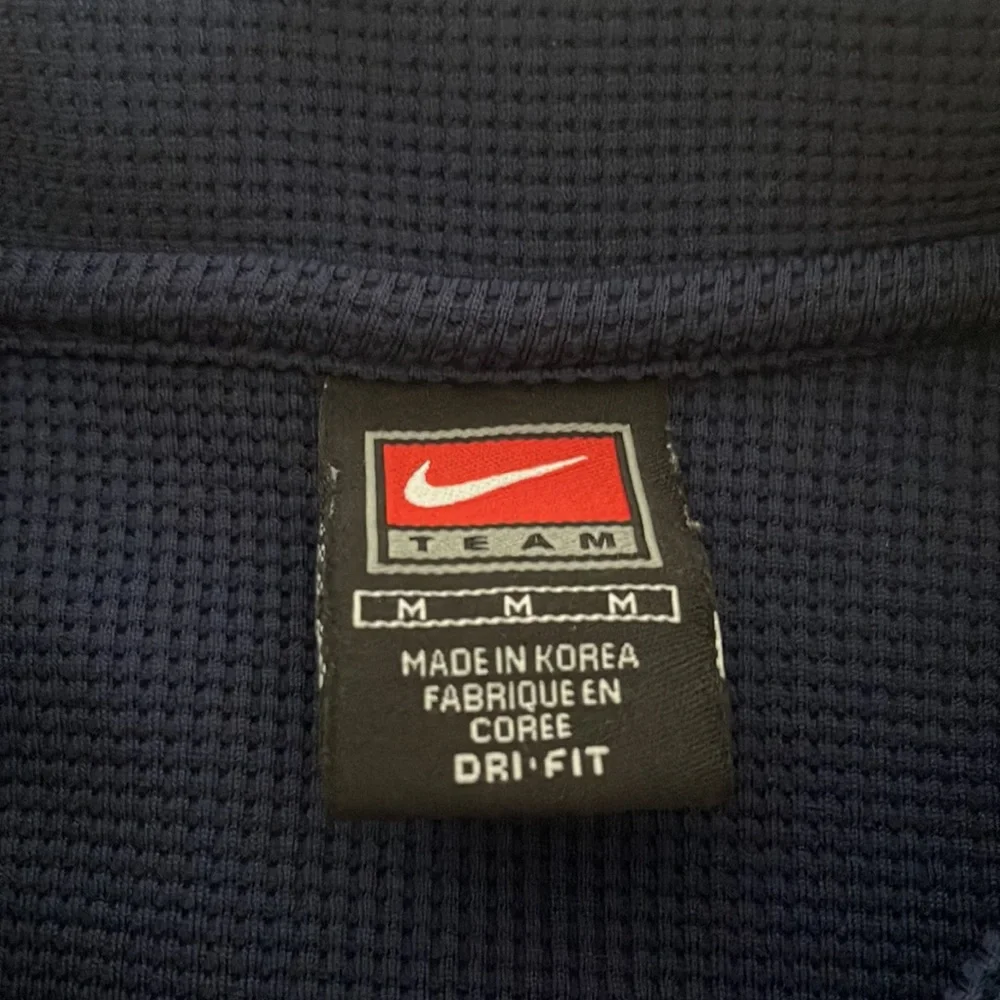 TEAM
M M M
MADE IN KOREA
FABRIQUE EN
COREE
DRI·FIT